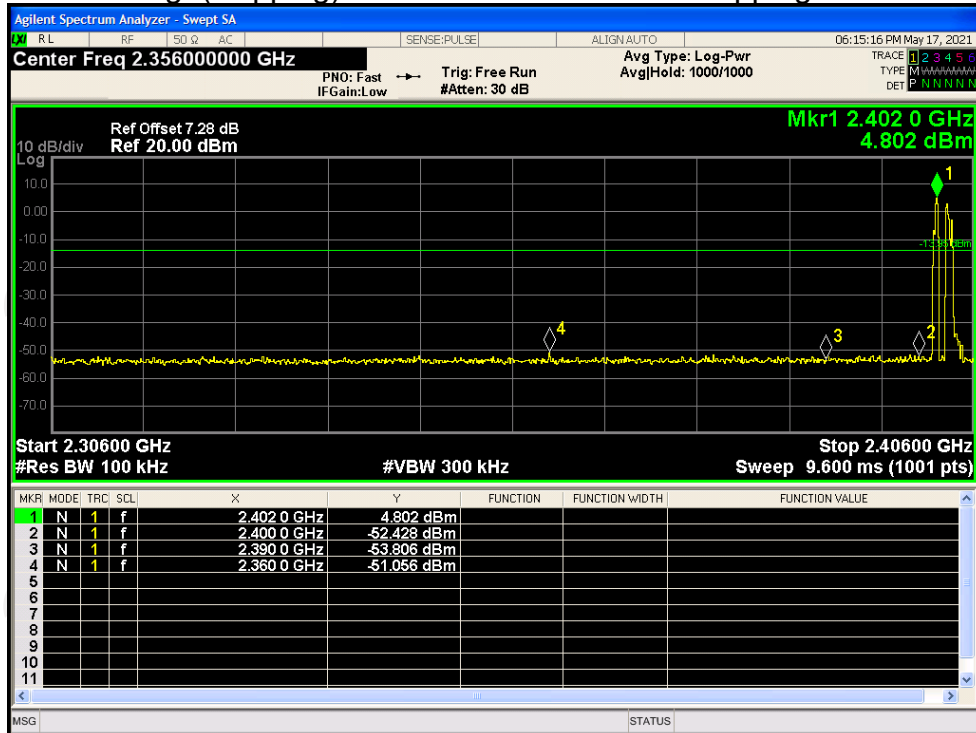 Agilent Spectrum Analyzer - Swept SA
LXI RL RF 50 Ω AC SENSE:PULSE ALIGN AUTO 06:15:16 PM May 17, 2021
Center Freq 2.356000000 GHz
PNO: Fast Trig: Free Run Avg Type: Log-Pwr TRACE 1 2 3 4 5 6
IFGain:Low #Atten: 30 dB Avg|Hold: 1000/1000 TYPE M
DET P N N N N N
Ref Offset 7.28 dB Mkr1 2.402 0 GHz
10 dB/div Ref 20.00 dBm 4.802 dBm
Log
1
10.0
0.00
-10.0
-20.0
-30.0
-40.0
4 3 2
-50.0
-60.0
-70.0
Start 2.30600 GHz Stop 2.40600 GHz
#Res BW 100 kHz #VBW 300 kHz Sweep 9.600 ms (1001 pts)
MKR MODE TRC SCL X Y FUNCTION FUNCTION WIDTH FUNCTION VALUE
1 N 1 f 2.402 0 GHz 4.802 dBm
2 N 1 f 2.400 0 GHz -52.428 dBm
3 N 1 f 2.390 0 GHz -53.806 dBm
4 N 1 f 2.360 0 GHz -51.056 dBm
5
6
7
8
9
10
11
MSG STATUS